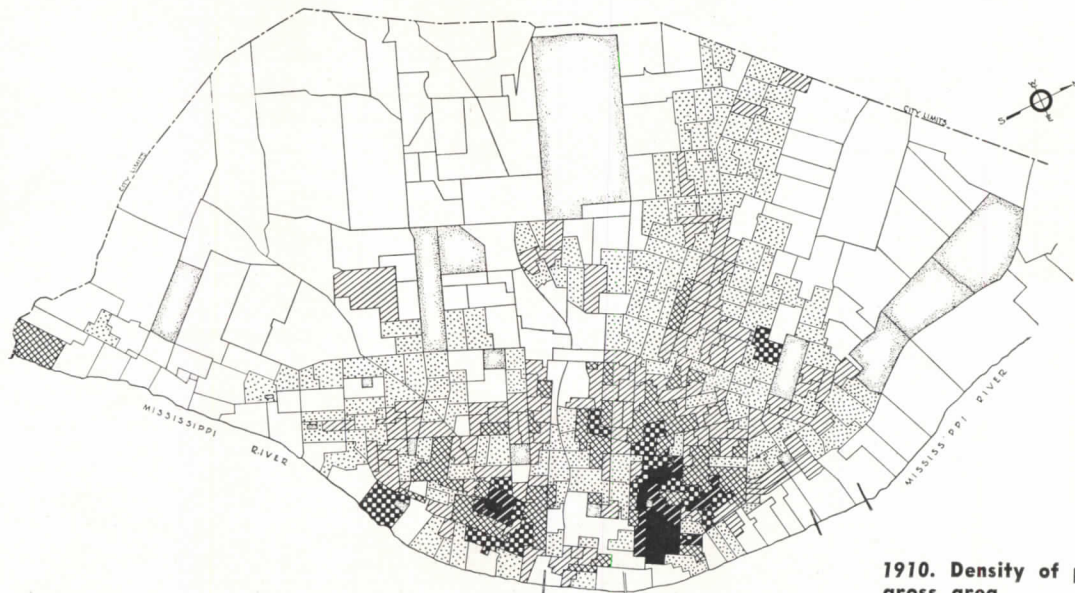 CITY LIMITS
CITY LIMITS
S
N
W
E
MISSISSIPPI
RIVER
MISSISSIPPI RIVER
1910. Density of p
gross area